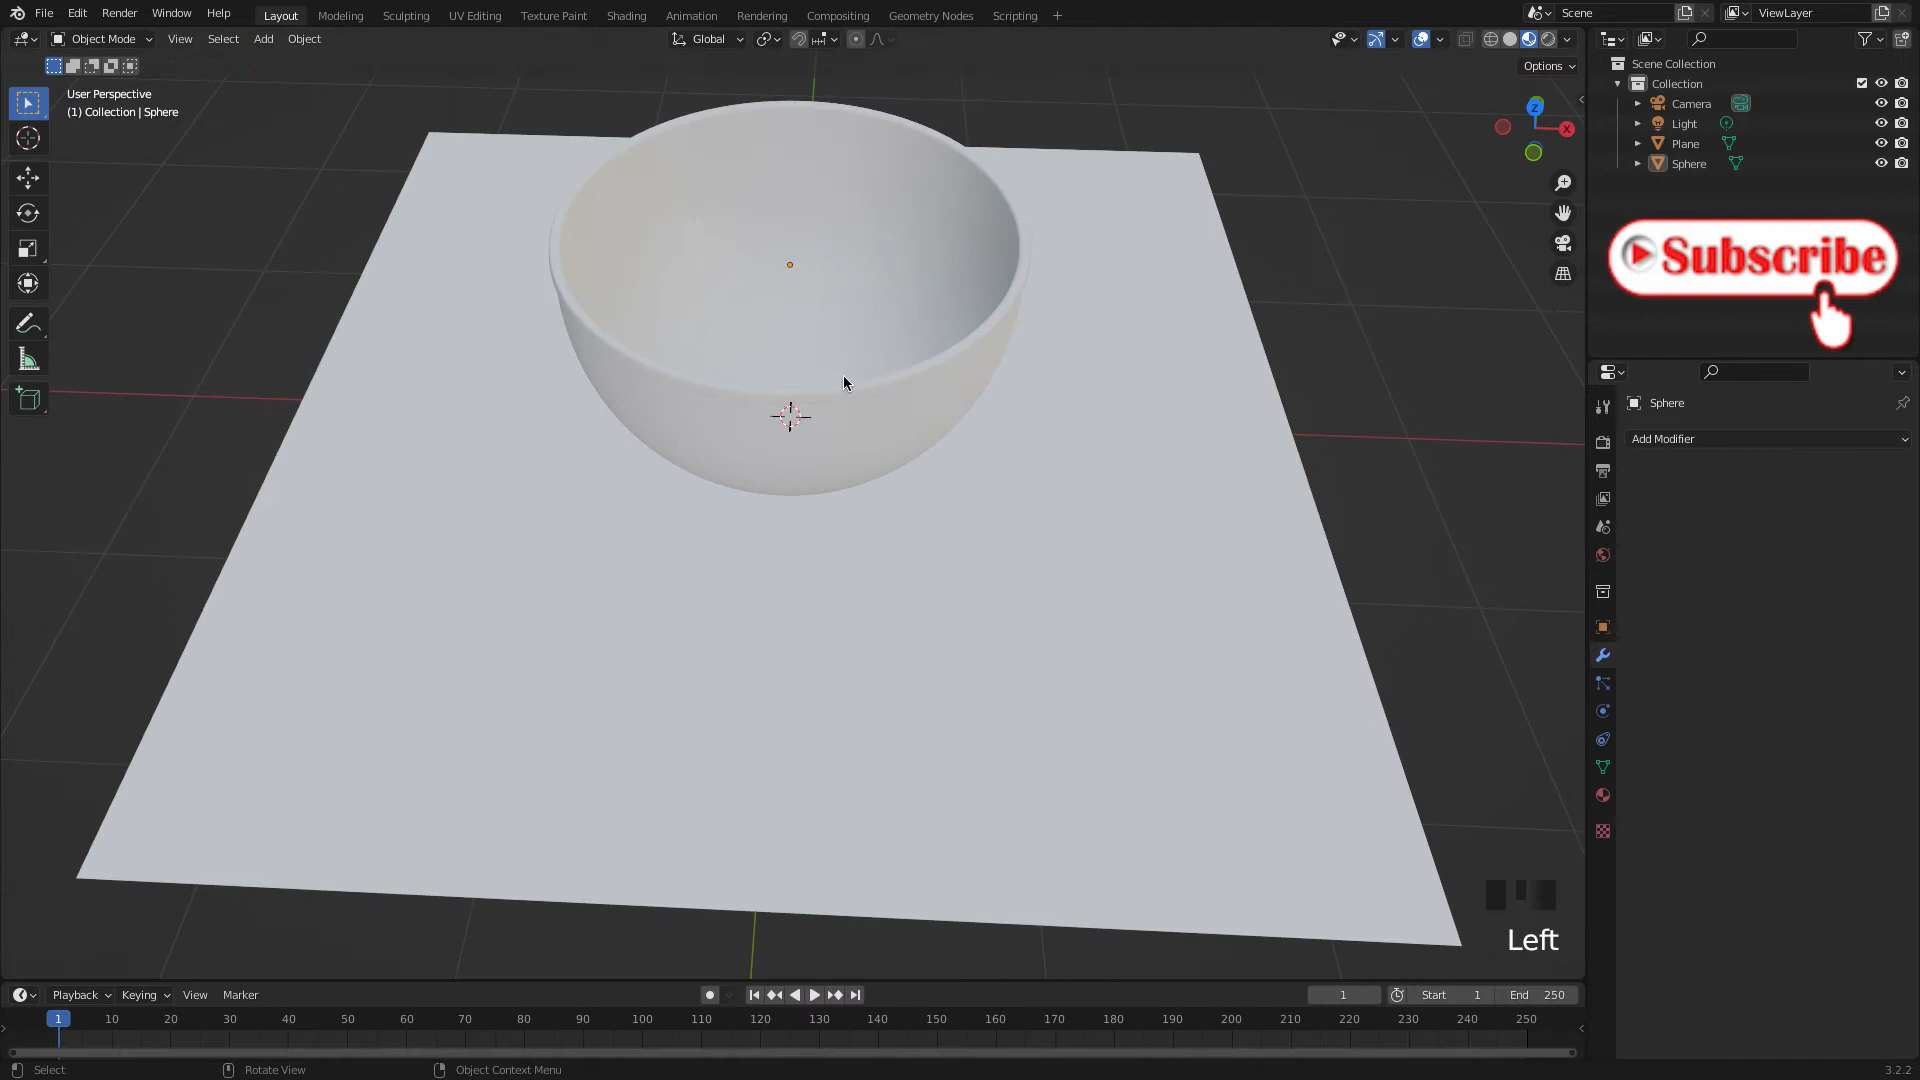 File Edit Render Window Help Layout Modeling Sculpting UV Editing Texture Paint Shading Animation Rendering Compositing Geometry Nodes Scripting + Scene ViewLayer
Object Mode View Select Add Object Global
Options
User Perspective
(1) Collection | Sphere
Z
X
Scene Collection
Collection
Camera
Light
Plane
Sphere
Subscribe
Sphere
Add Modifier
Left
Playback Keying View Marker 1 Start 1 End 250
1 10 20 30 40 50 60 70 80 90 100 110 120 130 140 150 160 170 180 190 200 210 220 230 240 250
Select Rotate View Object Context Menu 3.2.2